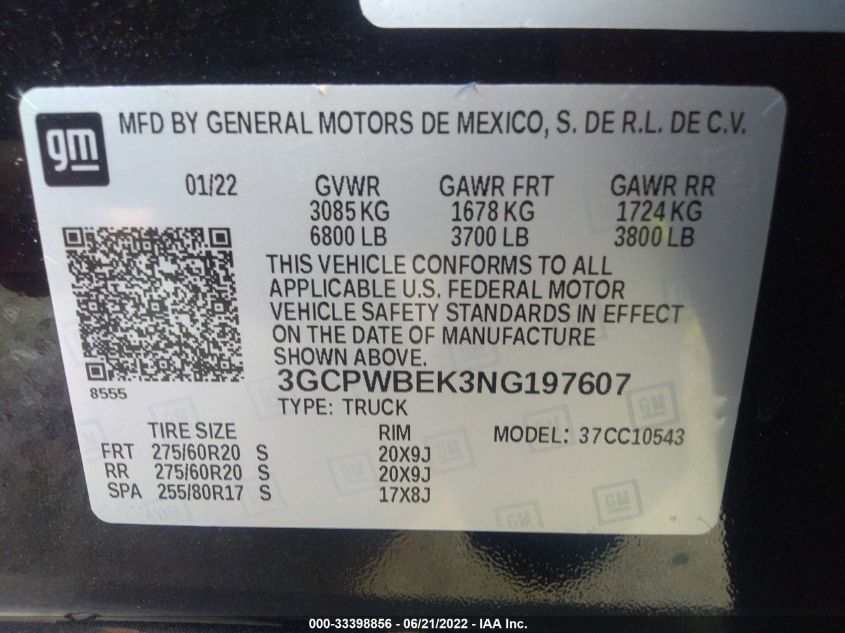 gm
MFD BY GENERAL MOTORS DE MEXICO, S. DE R.L. DE C.V.
01/22 GVWR GAWR FRT GAWR RR
3085 KG 1678 KG 1724 KG
6800 LB 3700 LB 3800 LB
THIS VEHICLE CONFORMS TO ALL
APPLICABLE U.S. FEDERAL MOTOR
VEHICLE SAFETY STANDARDS IN EFFECT
ON THE DATE OF MANUFACTURE
SHOWN ABOVE.
8555
3GCPWBEK3NG197607
TYPE: TRUCK
TIRE SIZE RIM MODEL: 37CC10543
FRT 275/60R20 S 20X9J
RR 275/60R20 S 20X9J
SPA 255/80R17 S 17X8J
000-33398856 - 06/21/2022 - IAA Inc.